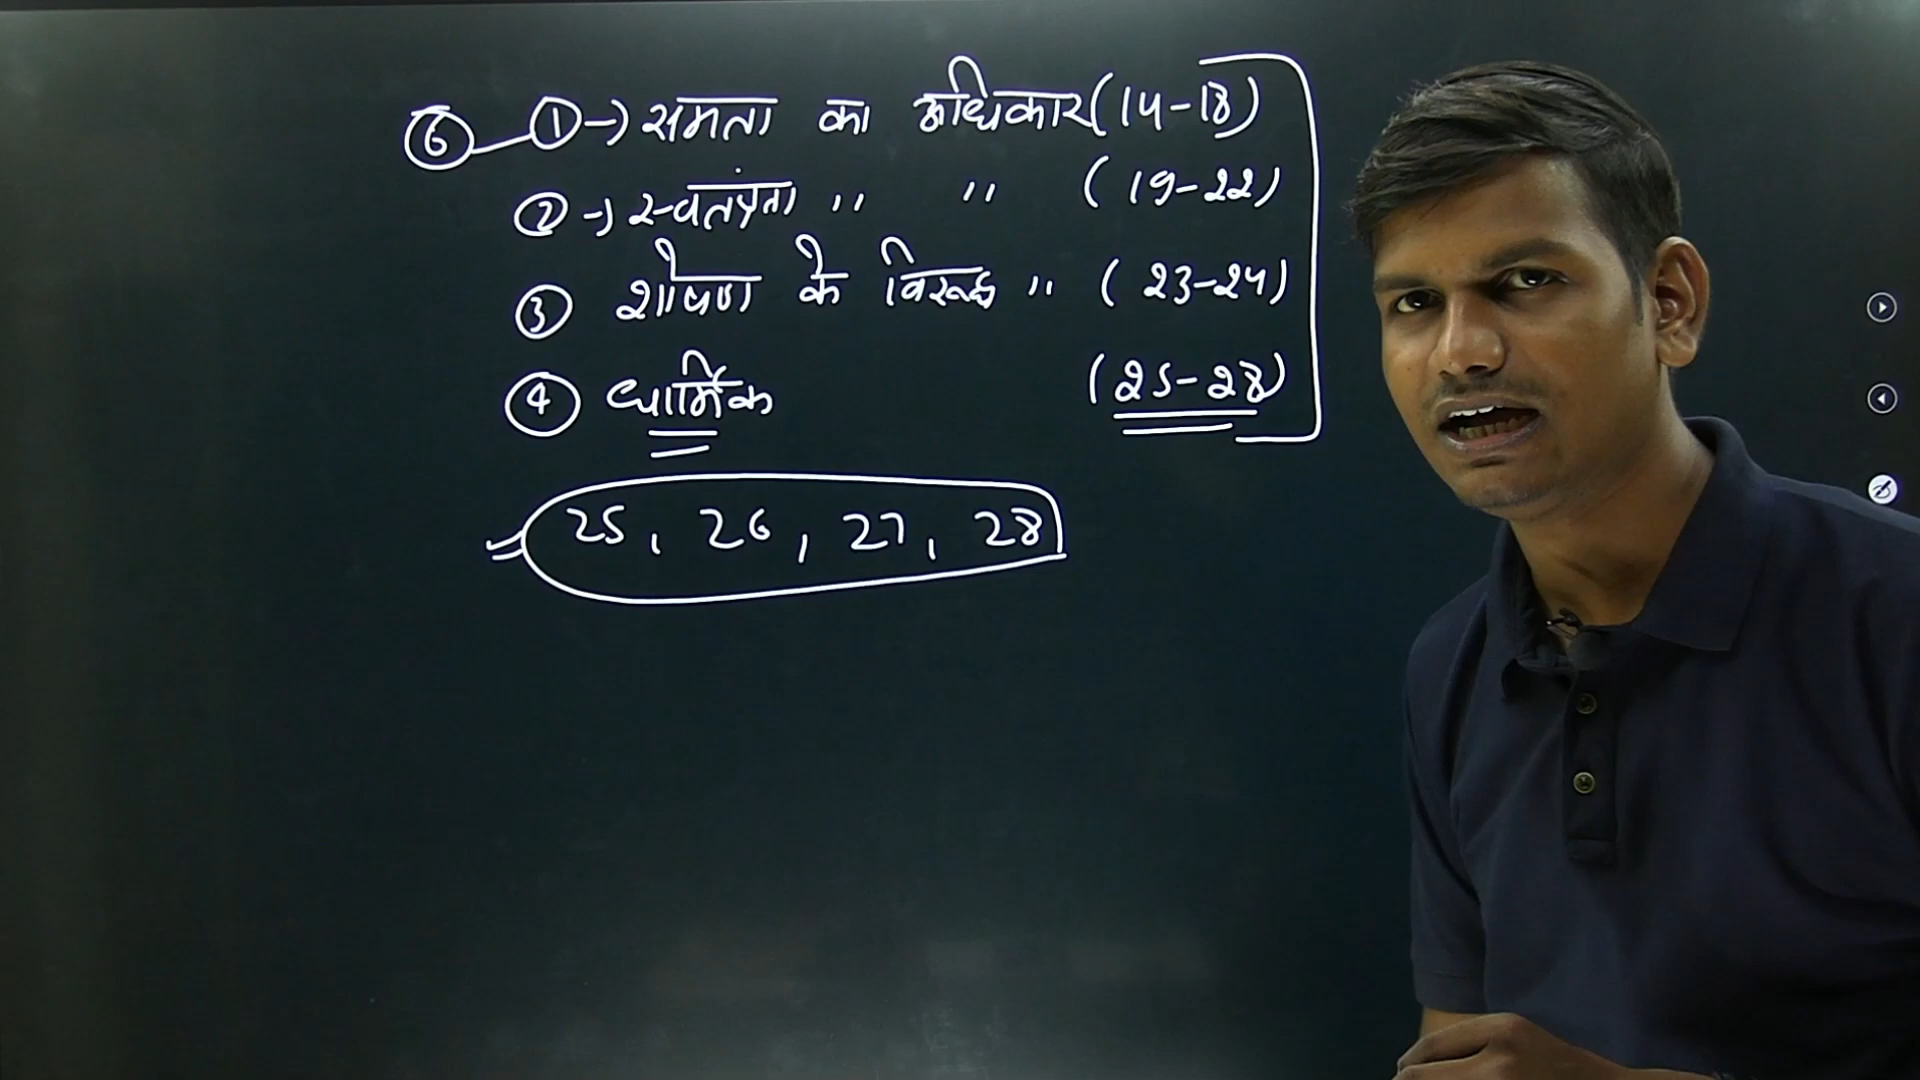 6 1 → समता का अधिकार (14-18)
2 → स्वतंत्रता " " (19-22)
3 शोषण के विरूद्ध " (23-24)
4 धार्मिक (25-28)
25, 26, 27, 28